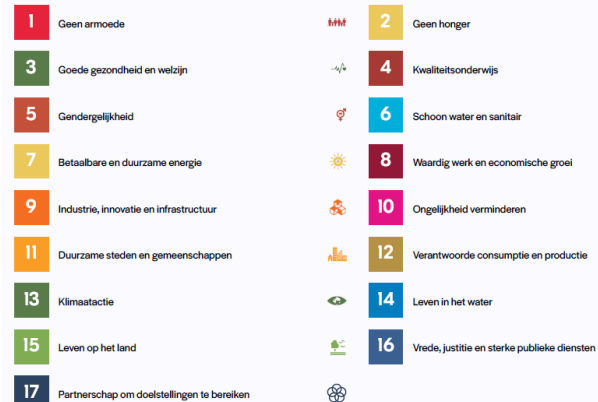 1 Geen armoede
2 Geen honger
3 Goede gezondheid en welzijn
4 Kwaliteitsonderwijs
5 Gendergelijkheid
6 Schoon water en sanitair
7 Betaalbare en duurzame energie
8 Waardig werk en economische groei
9 Industrie, innovatie en infrastructuur
10 Ongelijkheid verminderen
11 Duurzame steden en gemeenschappen
12 Verantwoorde consumptie en productie
13 Klimaatactie
14 Leven in het water
15 Leven op het land
16 Vrede, justitie en sterke publieke diensten
17 Partnerschap om doelstellingen te bereiken